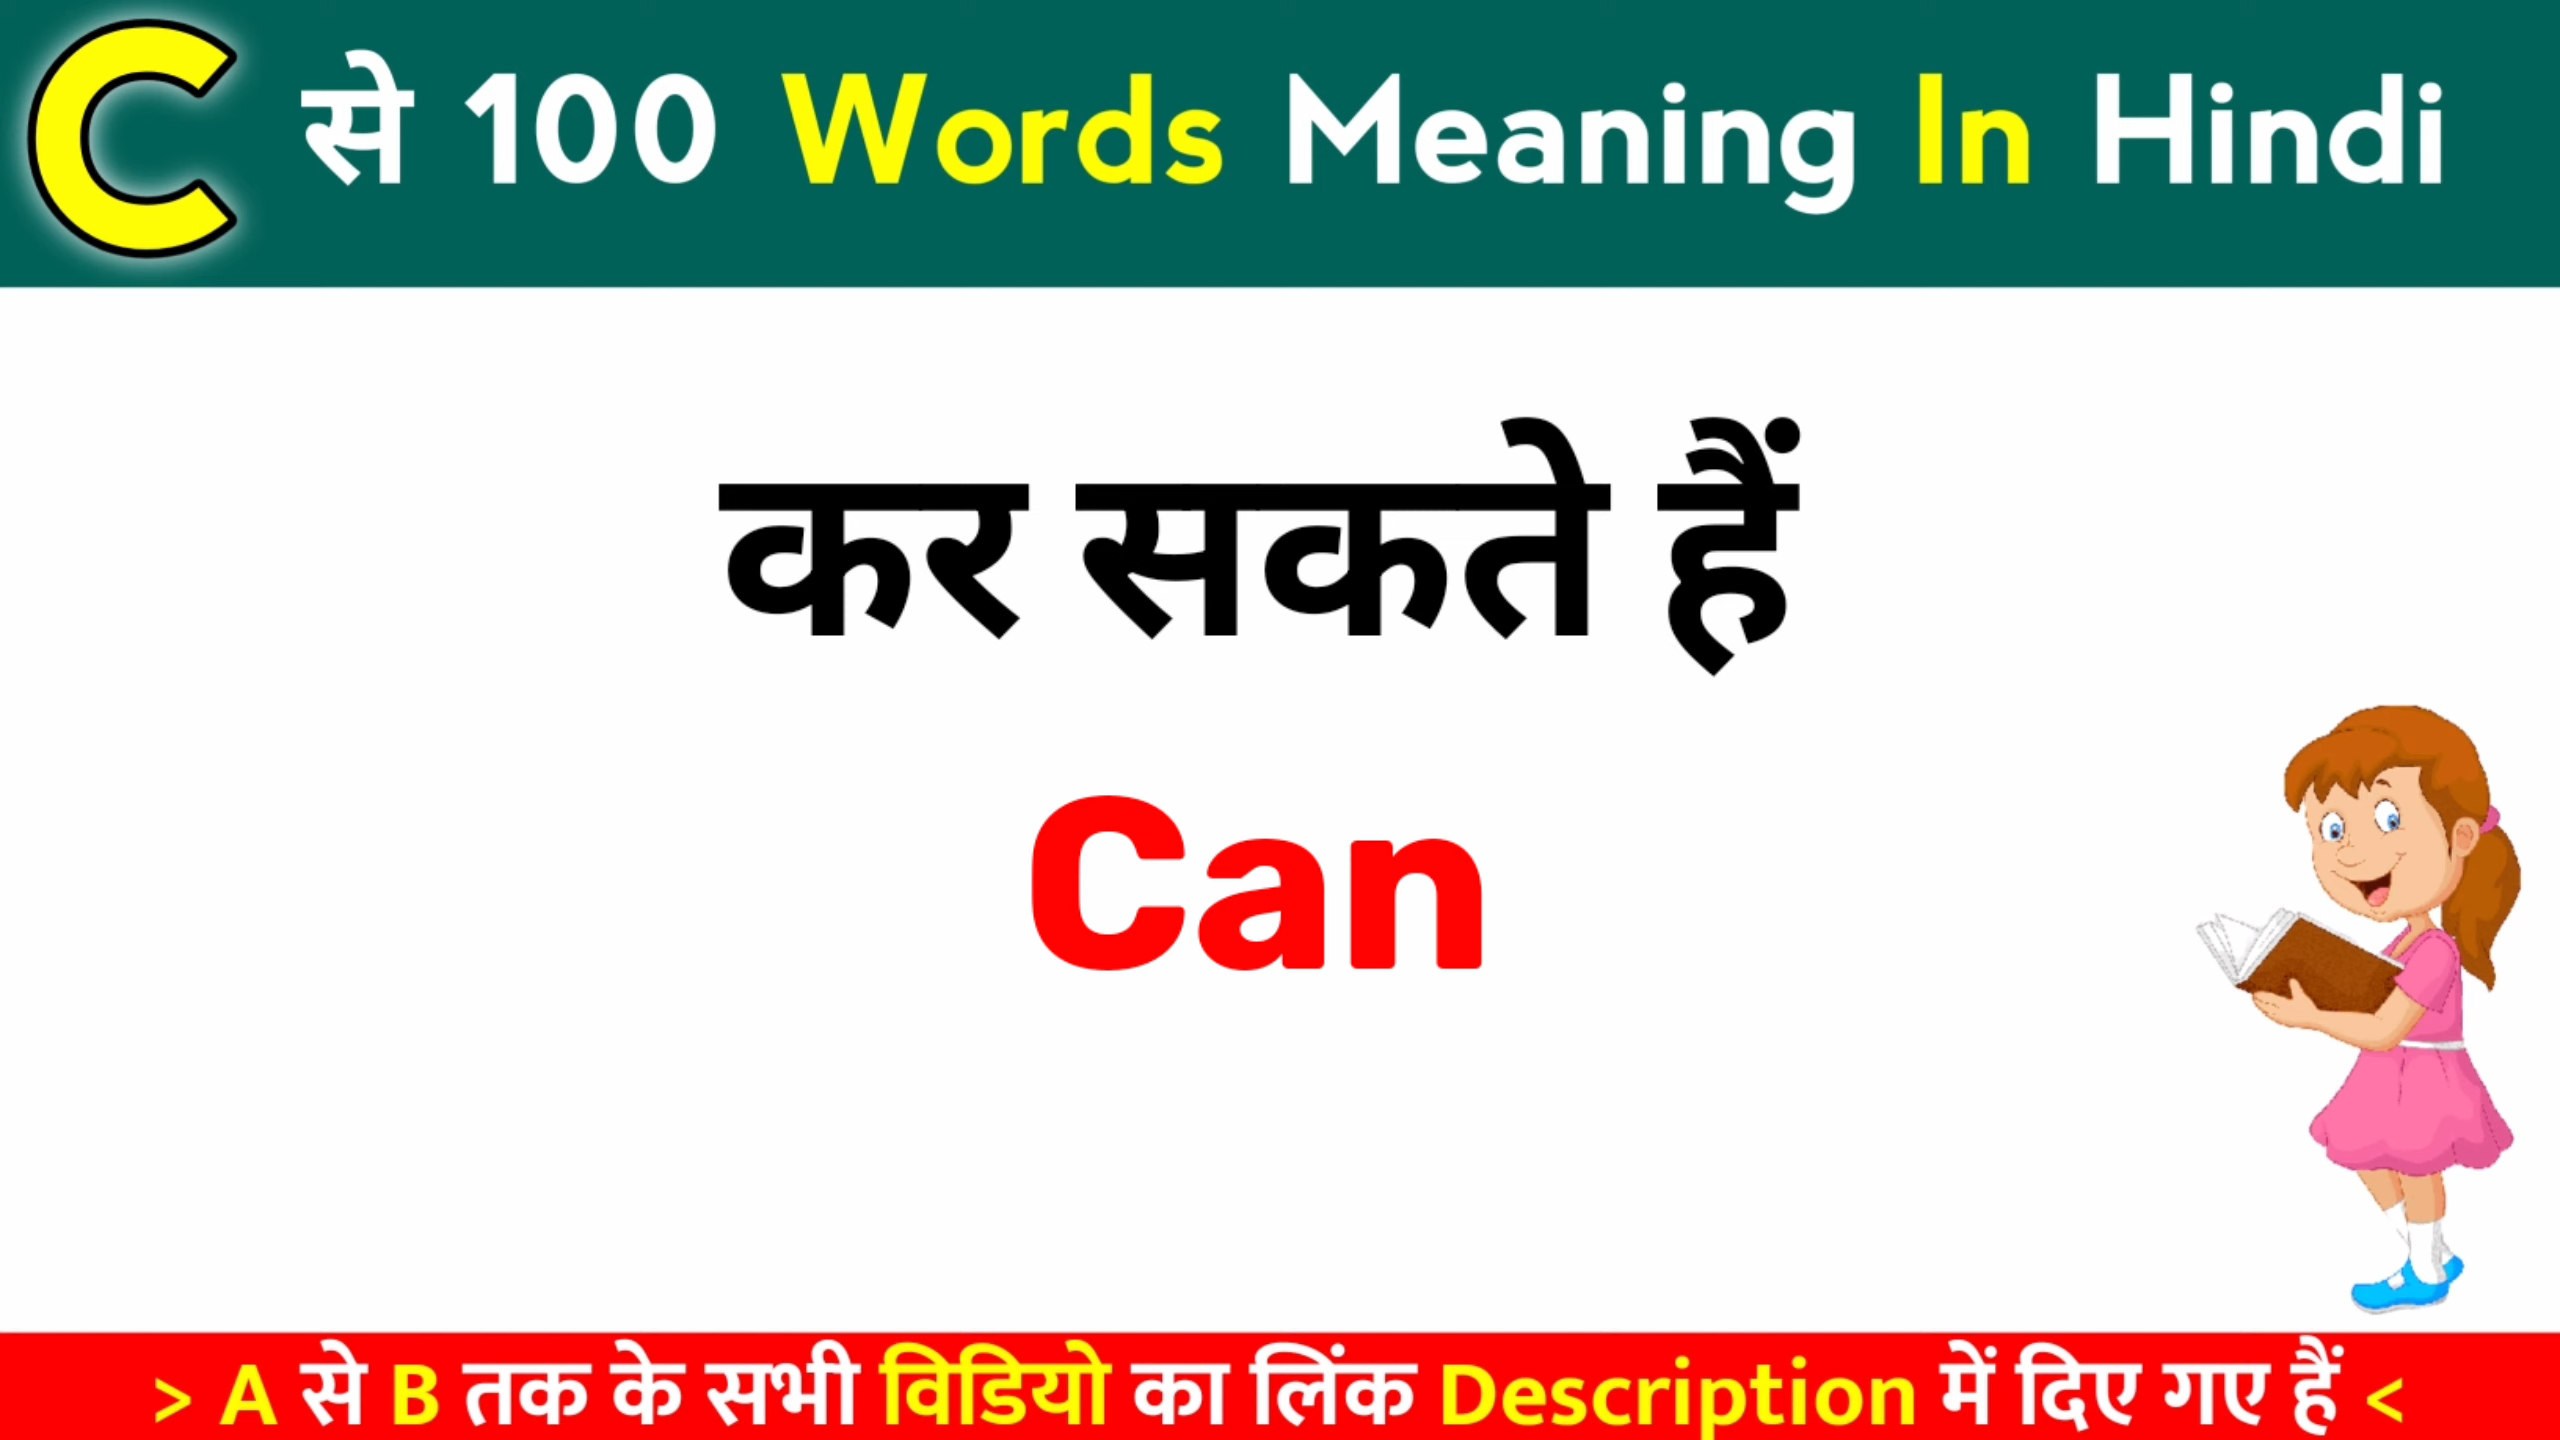 C से 100 Words Meaning In Hindi
कर सकते हैं
Can
> A से B तक के सभी विडियो का लिंक Description में दिए गए हैं <